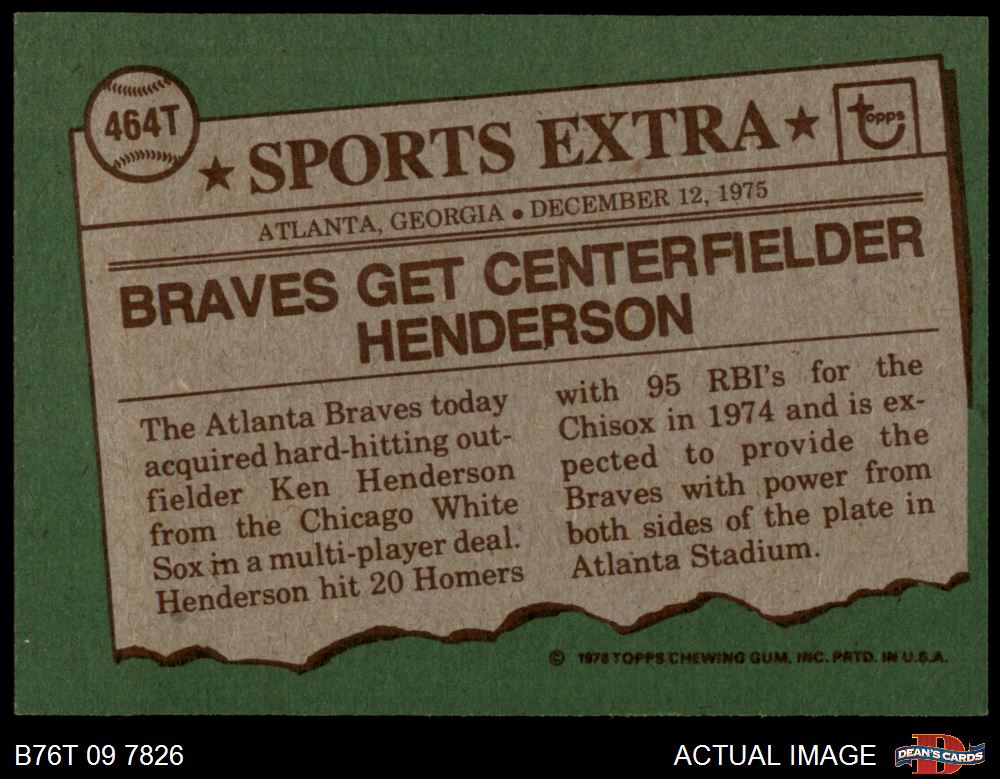 464T
★ SPORTS EXTRA ★
topps
ATLANTA, GEORGIA • DECEMBER 12, 1975
BRAVES GET CENTERFIELDER
HENDERSON
The Atlanta Braves today
acquired hard-hitting out-
fielder Ken Henderson
from the Chicago White
Sox in a multi-player deal.
Henderson hit 20 Homers
with 95 RBI's for the
Chisox in 1974 and is ex-
pected to provide the
Braves with power from
both sides of the plate in
Atlanta Stadium.
© 1976 TOPPS CHEWING GUM, INC. PRTD. IN U.S.A.
B76T 09 7826
ACTUAL IMAGE
DEAN'S CARDS